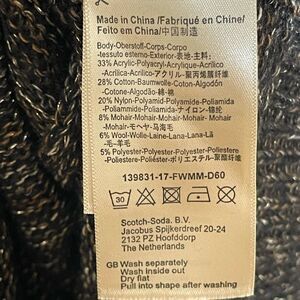 Made in China /Fabriqué en Chine/
Feito em China/中国制造
Body-Oberstoff-Corps-Corpo
-tessuto esterno-Exterior-表地-主料:
33% Acrylic-Polyacryl-Acrylique-Acrilico
-Acrílica-Acrílico-アクリル-聚丙烯腈纤维
28% Cotton-Baumwolle-Coton-Algodón
-Cotone-Algodão-綿-棉
20% Nylon-Polyamid-Polyamide-Poliamida
-Poliammide-Poliamida-ナイロン-锦纶
8% Mohair-Mohair-Mohair-Mohair-Mohair
-Mohair-モヘヤ-马海毛
6% Wool-Wolle-Laine-Lana-Lana-Lã
-毛-羊毛
5% Polyester-Polyester-Polyester-Poliestere
-Poliéster-ポリエステル-聚酯纤维
139831-17-FWMM-D60
30
Scotch-Soda. B.V.
Jacobus Spijkerdreef 20-24
2132 PZ Hoofddorp
The Netherlands
GB Wash separately
Wash inside out
Dry flat
Pull into shape after washing